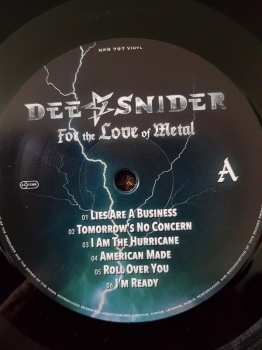 NPR 797 VINYL
DEE SNIDER
For the Love of Metal
A
01 LIES ARE A BUSINESS
02 TOMORROW'S NO CONCERN
03 I AM THE HURRICANE
04 AMERICAN MADE
05 ROLL OVER YOU
06 I'M READY